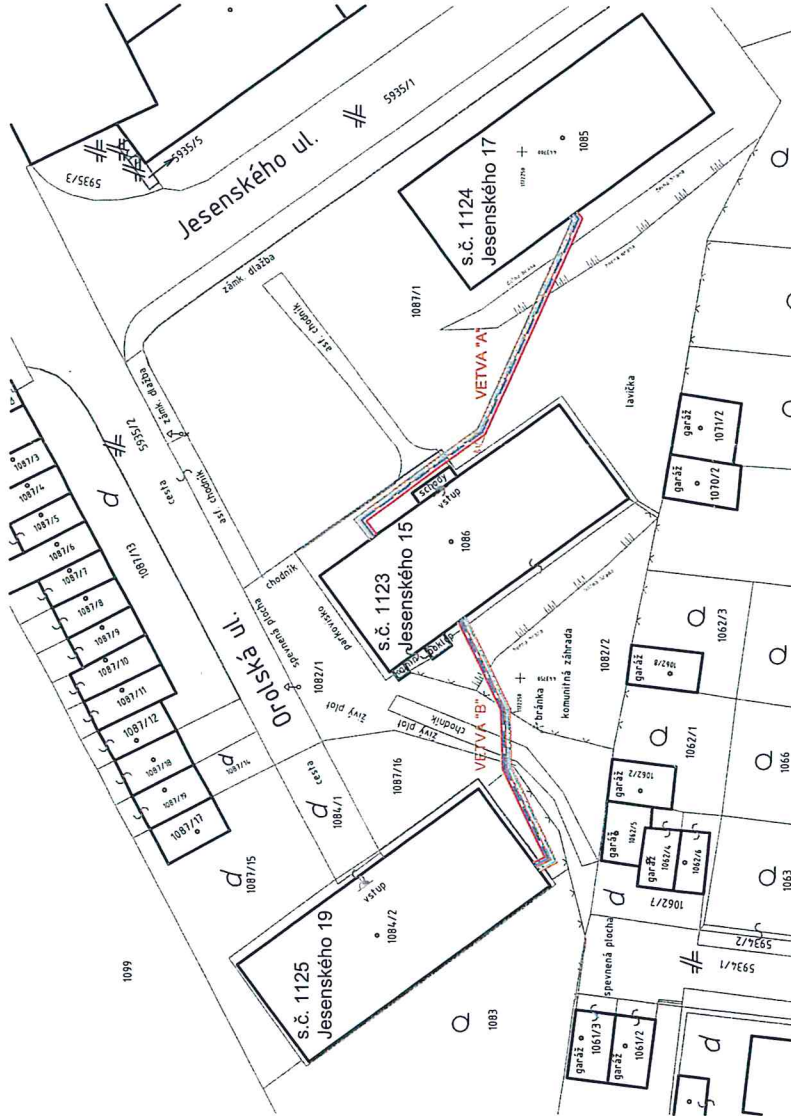 5935/3
5935/5
5935/1
Jesenského ul.
zámk. dlažba
asf. chodník
s.č. 1124
Jesenského 17
1085
1087/1
VETVA "A"
lavička
5935/2
zámk. dlažba
cesta
asf. chodník
1087/3
1087/4
1087/5
1087/6
1087/7
1087/8
1087/9
1087/10
1087/11
1087/12
1087/13
1087/18
1087/19
1087/14
1087/17
1087/15
Orolská ul.
spevnená plocha
chodník
parkovisko
1082/1
živý plot
živý plot
chodník
s.č. 1123
Jesenského 15
1086
schody
vstup
VETVA "B"
bránka
komunitná záhrada
1082/2
cesta
1084/1
1087/16
s.č. 1125
Jesenského 19
1084/2
vstup
1099
1083
garáž
1071/2
garáž
1070/2
1062/3
garáž
1062/8
1062/1
garáž
1062/2
garáž
1062/5
garáž
1062/4
1062/6
1062/7
1066
1063
5934/2
5934/1
spevnená plocha
garáž
1061/3
garáž
1061/2